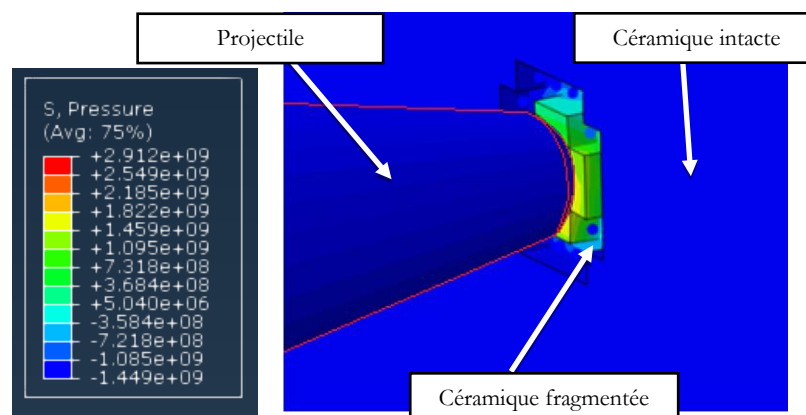 Projectile
Céramique intacte
S, Pressure
(Avg: 75%)
+2.912e+09
+2.549e+09
+2.185e+09
+1.822e+09
+1.459e+09
+1.095e+09
+7.318e+08
+3.684e+08
+5.040e+06
-3.584e+08
-7.218e+08
-1.085e+09
-1.449e+09
Céramique fragmentée